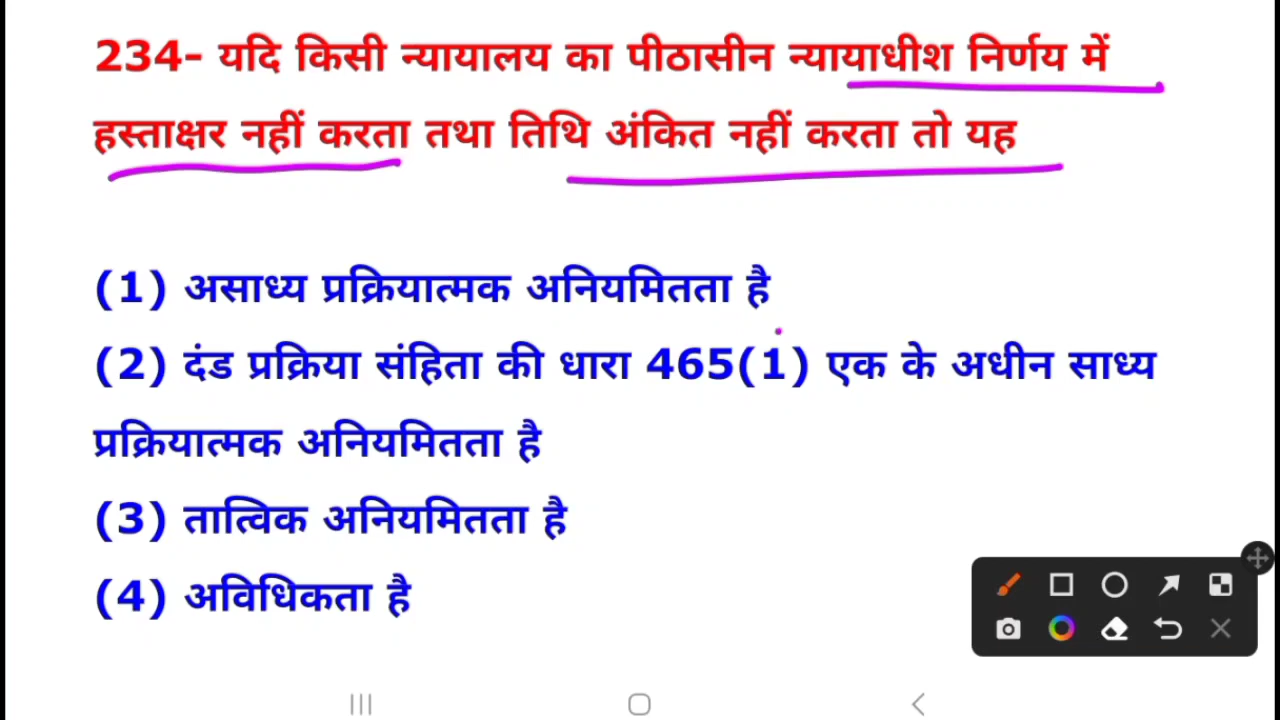 234- यदि किसी न्यायालय का पीठासीन न्यायाधीश निर्णय में
हस्ताक्षर नहीं करता तथा तिथि अंकित नहीं करता तो यह
(1) असाध्य प्रक्रियात्मक अनियमितता है
(2) दंड प्रक्रिया संहिता की धारा 465(1) एक के अधीन साध्य
प्रक्रियात्मक अनियमितता है
(3) तात्विक अनियमितता है
(4) अविधिकता है